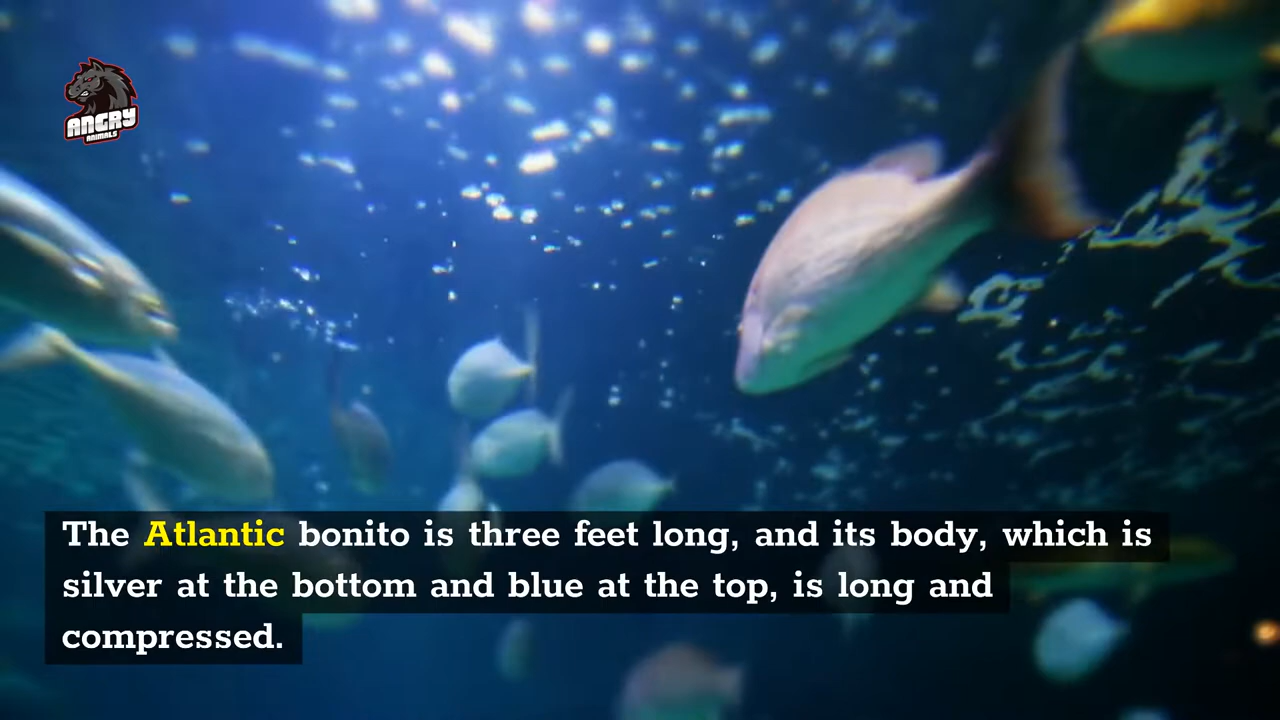 ANGRY
ANIMALS
The Atlantic bonito is three feet long, and its body, which is
silver at the bottom and blue at the top, is long and
compressed.